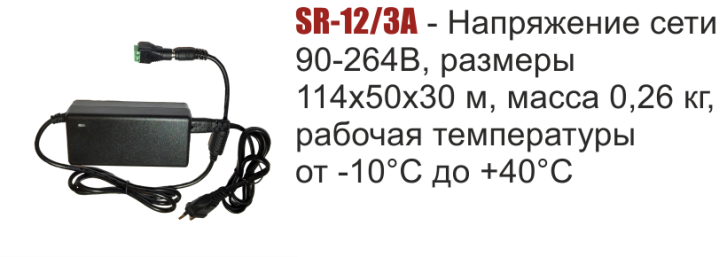 SR-12/3A - Напряжение сети
90-264В, размеры
114х50х30 м, масса 0,26 кг,
рабочая температуры
от -10°С до +40°С